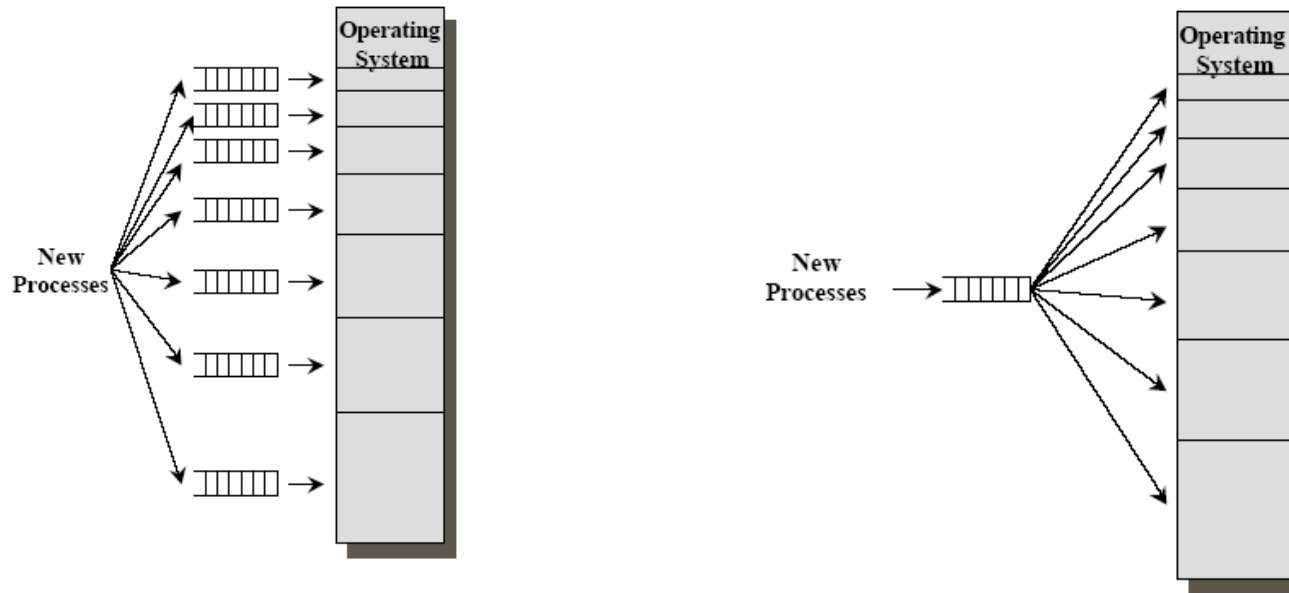 Operating
System
New
Processes
Operating
System
New
Processes